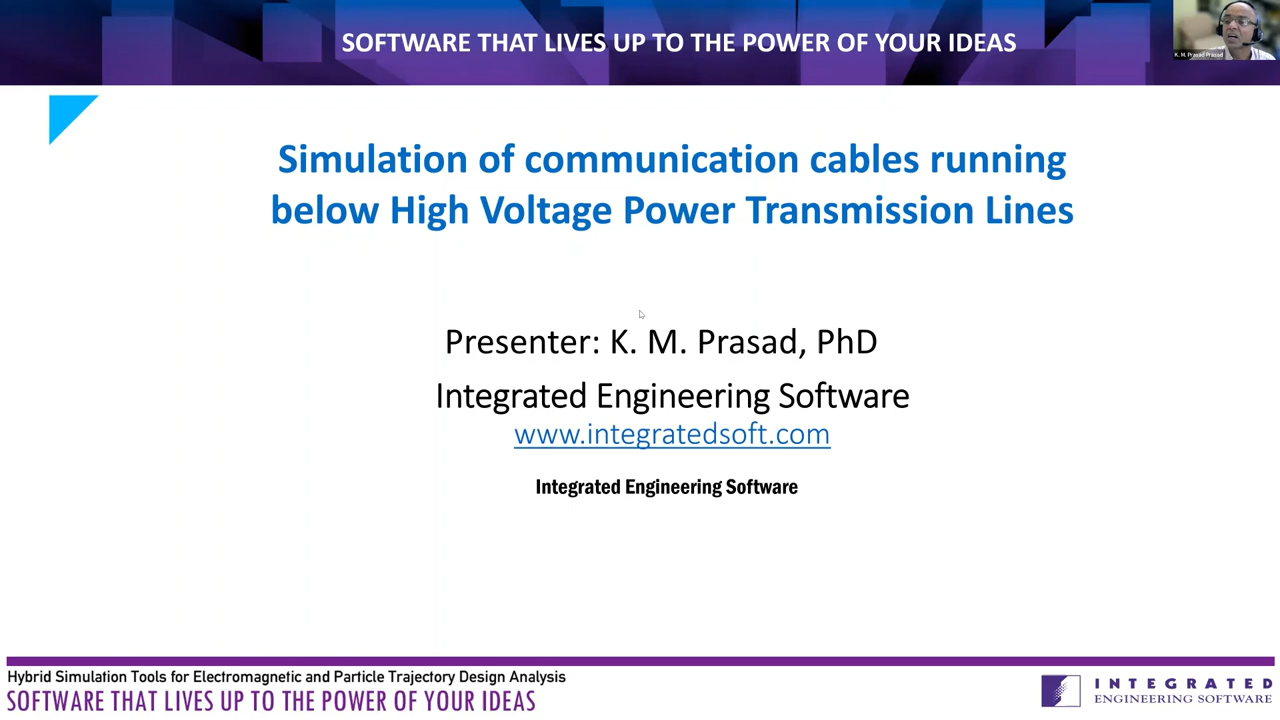 SOFTWARE THAT LIVES UP TO THE POWER OF YOUR IDEAS
K. M. Prasad Prasad
Simulation of communication cables running
below High Voltage Power Transmission Lines
Presenter: K. M. Prasad, PhD
Integrated Engineering Software
www.integratedsoft.com
Integrated Engineering Software
Hybrid Simulation Tools for Electromagnetic and Particle Trajectory Design Analysis
SOFTWARE THAT LIVES UP TO THE POWER OF YOUR IDEAS
INTEGRATED
ENGINEERING SOFTWARE